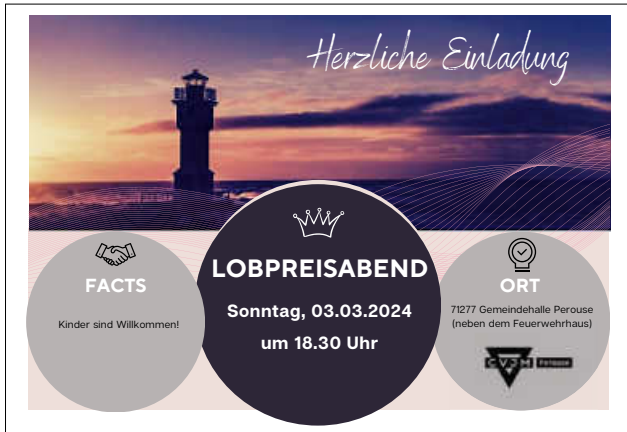 Herzliche Einladung
LOBPREISABEND
Sonntag, 03.03.2024
um 18.30 Uhr
FACTS
Kinder sind Willkommen!
ORT
71277 Gemeindehalle Perouse
(neben dem Feuerwehrhaus)
CVJM PEROUSE